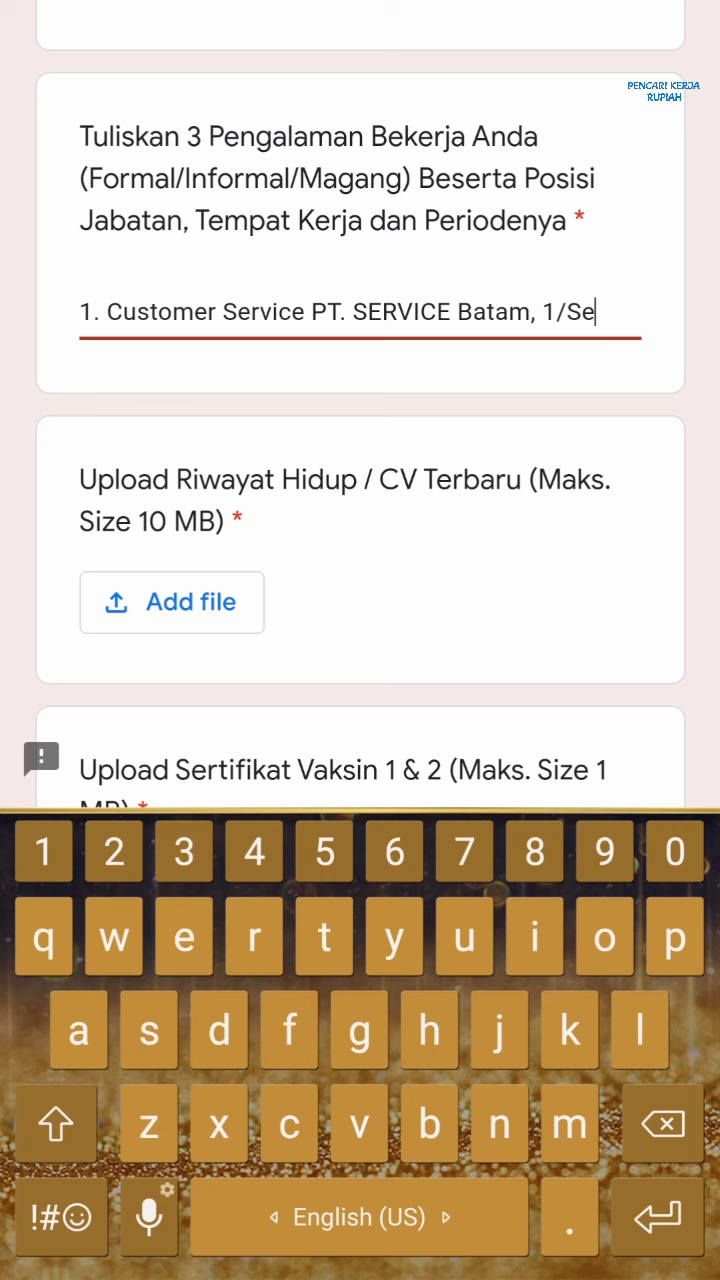 PENCARI KERJA
RUPIAH
Tuliskan 3 Pengalaman Bekerja Anda
(Formal/Informal/Magang) Beserta Posisi
Jabatan, Tempat Kerja dan Periodenya *
1. Customer Service PT. SERVICE Batam, 1/Se
Upload Riwayat Hidup / CV Terbaru (Maks.
Size 10 MB) *
Add file
Upload Sertifikat Vaksin 1 & 2 (Maks. Size 1
MB) *
1 2 3 4 5 6 7 8 9 0
q w e r t y u i o p
a s d f g h j k l
z x c v b n m
!#☺ English (US) .